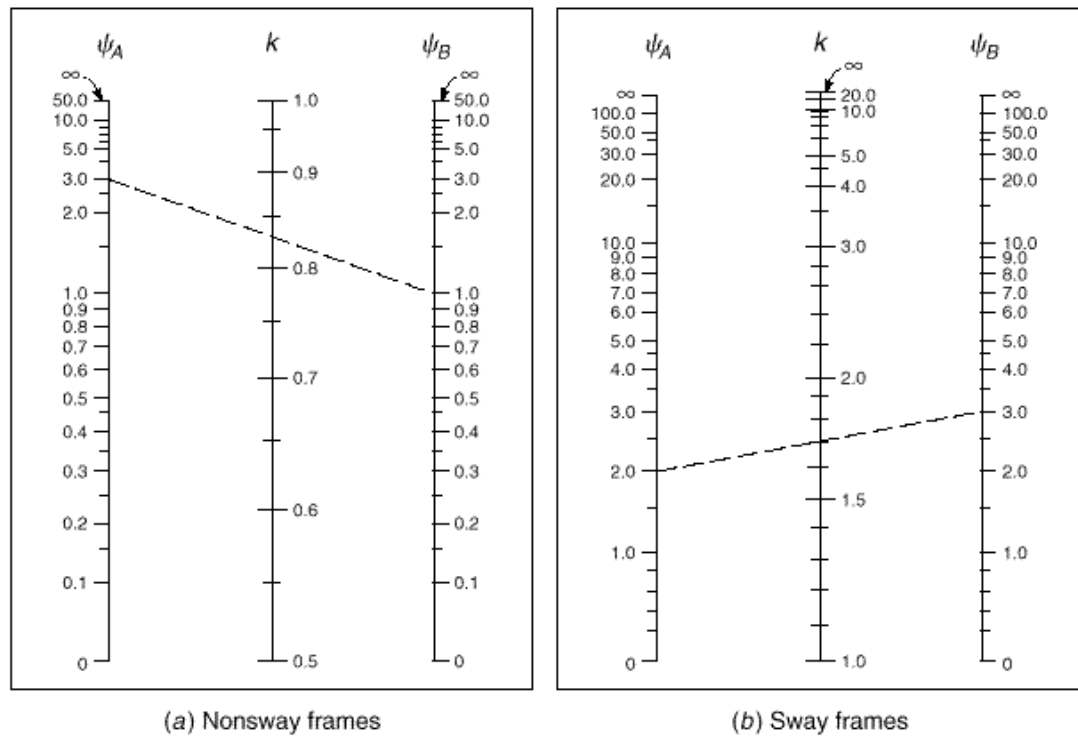 ψA k ψB
∞ ∞
50.0 1.0 50.0
10.0 10.0
5.0 0.9 5.0
3.0 3.0
2.0 2.0
0.8
1.0 1.0
0.9 0.9
0.8 0.8
0.7 0.7
0.6 0.7 0.6
0.5 0.5
0.4 0.4
0.3 0.3
0.6
0.2 0.2
0.1 0.1
0 0.5 0
(a) Nonsway frames
ψA k ψB
∞
∞ 20.0 ∞
100.0 10.0 100.0
50.0 50.0
30.0 5.0 30.0
20.0 4.0 20.0
10.0 3.0 10.0
9.0 9.0
8.0 8.0
7.0 7.0
6.0 6.0
5.0 5.0
4.0 2.0 4.0
3.0 3.0
2.0 2.0
1.5
1.0 1.0
0 1.0 0
(b) Sway frames